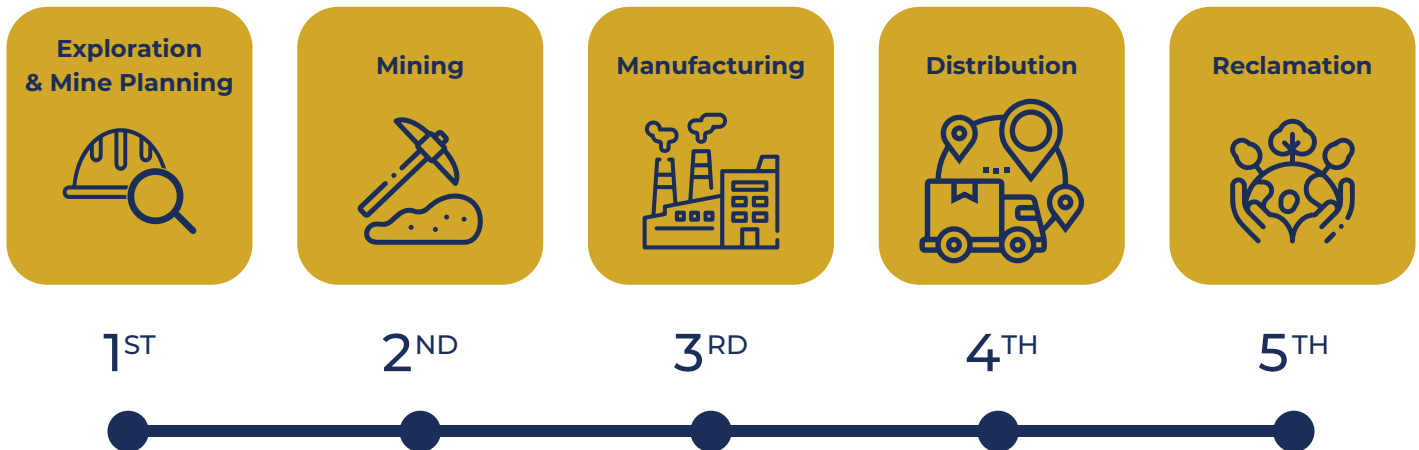 Exploration
& Mine Planning
Mining
Manufacturing
Distribution
Reclamation
1ST
2ND
3RD
4TH
5TH